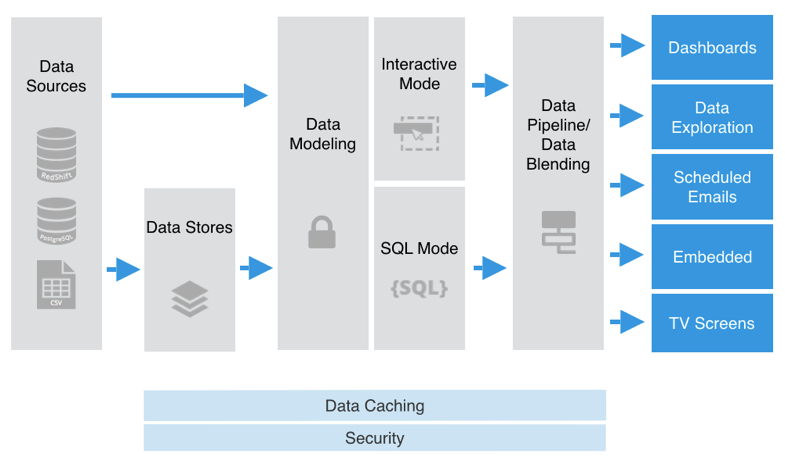 Data
Sources
RedShift
PostgreSQL
CSV
Data Stores
Data
Modeling
Interactive
Mode
SQL Mode
{SQL}
Data
Pipeline/
Data
Blending
Dashboards
Data
Exploration
Scheduled
Emails
Embedded
TV Screens
Data Caching
Security